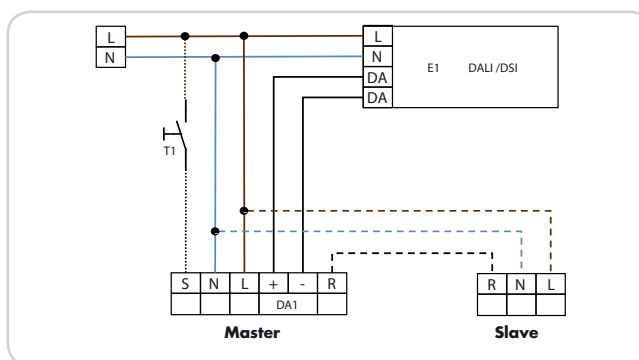 L
N
L
N
DA
DA
E1 DALI /DSI
T1
S N L + - R
DA1
R N L
Master
Slave